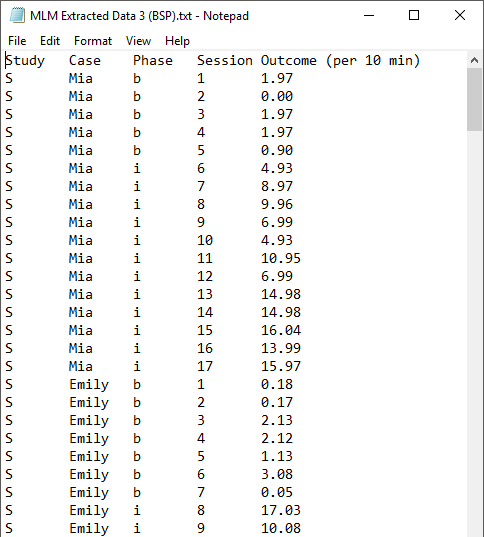 MLM Extracted Data 3 (BSP).txt - Notepad
File Edit Format View Help
Study Case Phase Session Outcome (per 10 min)
S Mia b 1 1.97
S Mia b 2 0.00
S Mia b 3 1.97
S Mia b 4 1.97
S Mia b 5 0.90
S Mia i 6 4.93
S Mia i 7 8.97
S Mia i 8 9.96
S Mia i 9 6.99
S Mia i 10 4.93
S Mia i 11 10.95
S Mia i 12 6.99
S Mia i 13 14.98
S Mia i 14 14.98
S Mia i 15 16.04
S Mia i 16 13.99
S Mia i 17 15.97
S Emily b 1 0.18
S Emily b 2 0.17
S Emily b 3 2.13
S Emily b 4 2.12
S Emily b 5 1.13
S Emily b 6 3.08
S Emily b 7 0.05
S Emily i 8 17.03
S Emily i 9 10.08